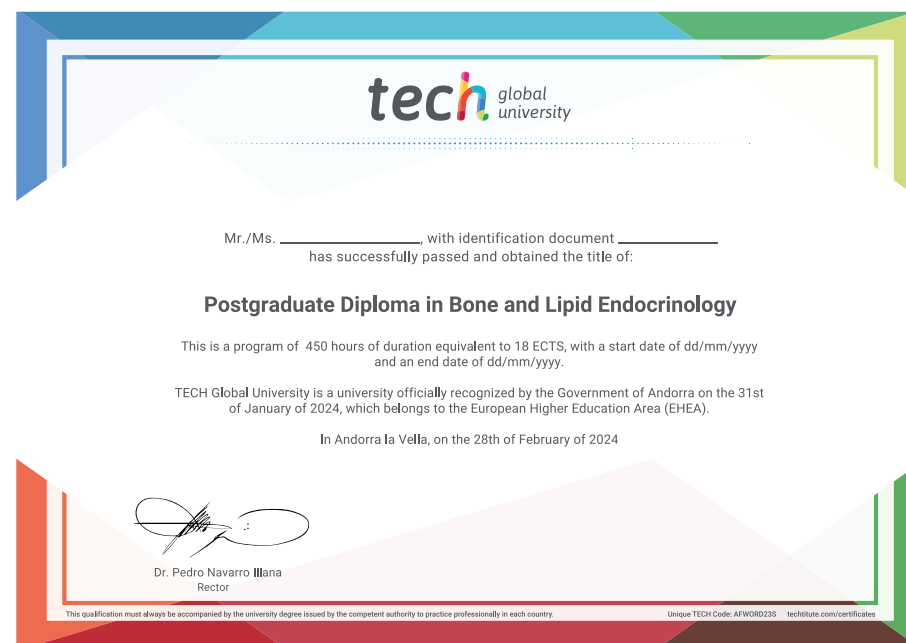 tech global university
Mr./Ms. ____________, with identification document ____________
has successfully passed and obtained the title of:
Postgraduate Diploma in Bone and Lipid Endocrinology
This is a program of 450 hours of duration equivalent to 18 ECTS, with a start date of dd/mm/yyyy
and an end date of dd/mm/yyyy.
TECH Global University is a university officially recognized by the Government of Andorra on the 31st
of January of 2024, which belongs to the European Higher Education Area (EHEA).
In Andorra la Vella, on the 28th of February of 2024
Dr. Pedro Navarro Illana
Rector
This qualification must always be accompanied by the university degree issued by the competent authority to practice professionally in each country.
Unique TECH Code: AFWORD23S techtitute.com/certificates